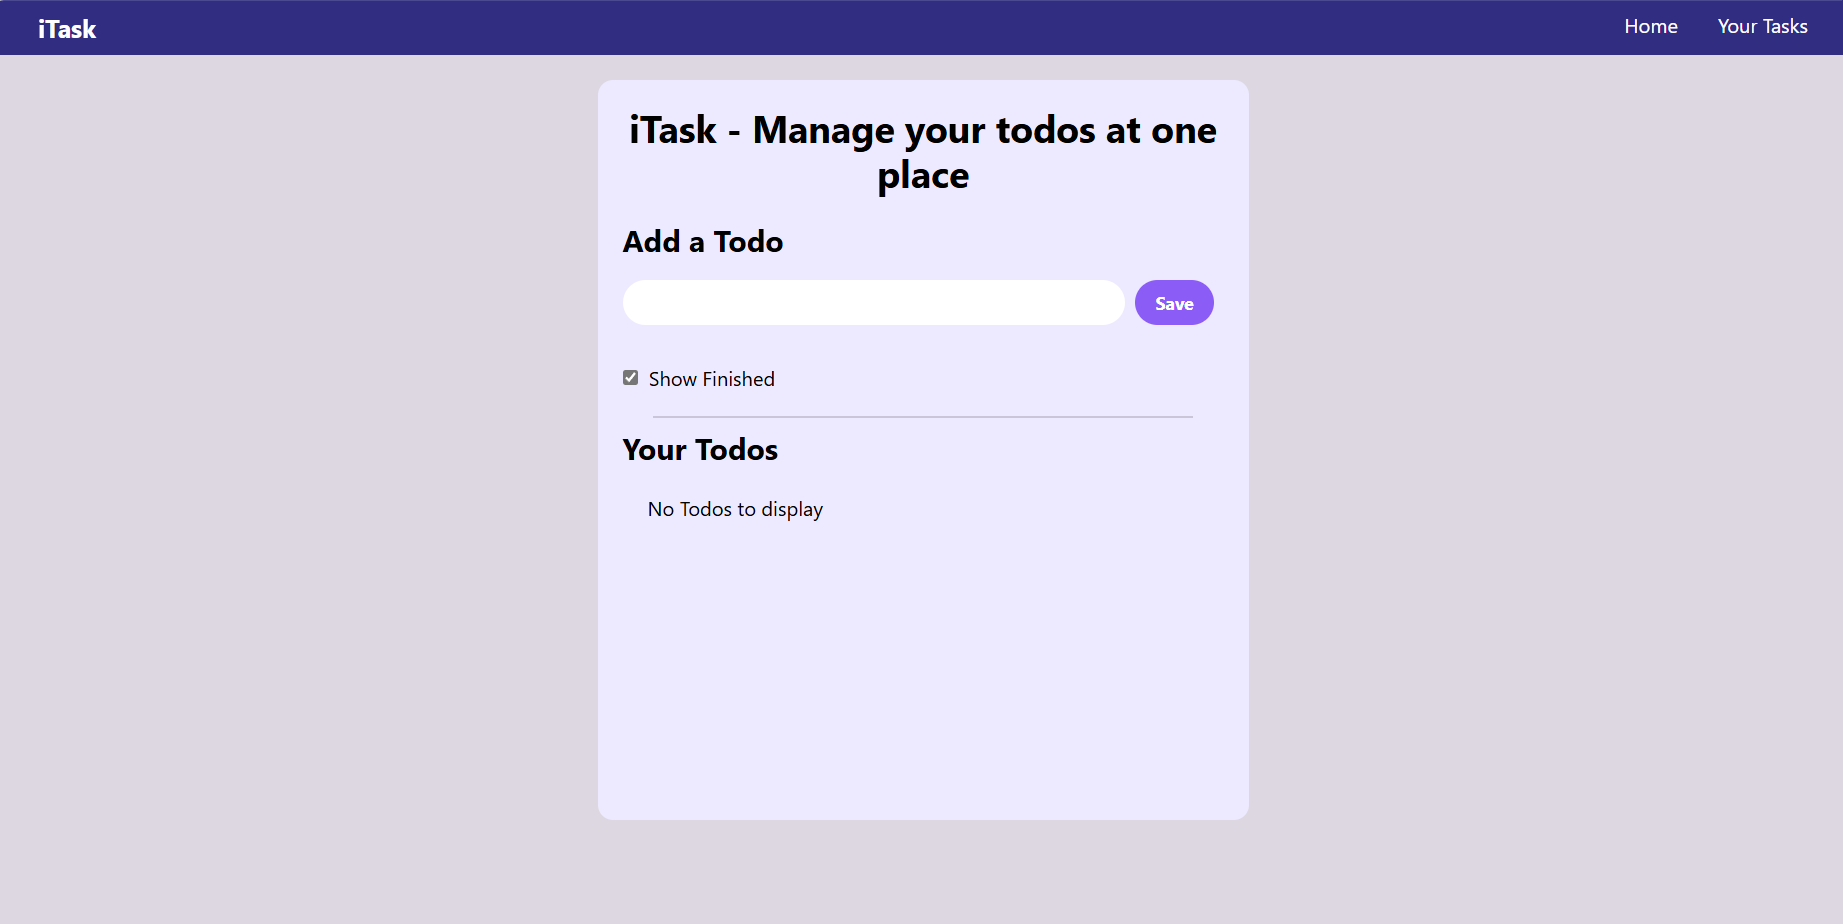 iTask
Home
Your Tasks
iTask - Manage your todos at one
place
Add a Todo
Save
Show Finished
Your Todos
No Todos to display